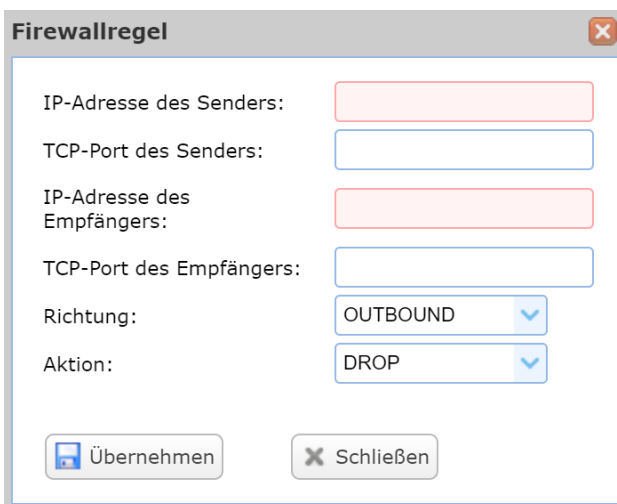 Firewallregel
IP-Adresse des Senders:
TCP-Port des Senders:
IP-Adresse des
Empfängers:
TCP-Port des Empfängers:
Richtung: OUTBOUND
Aktion: DROP
Übernehmen Schließen